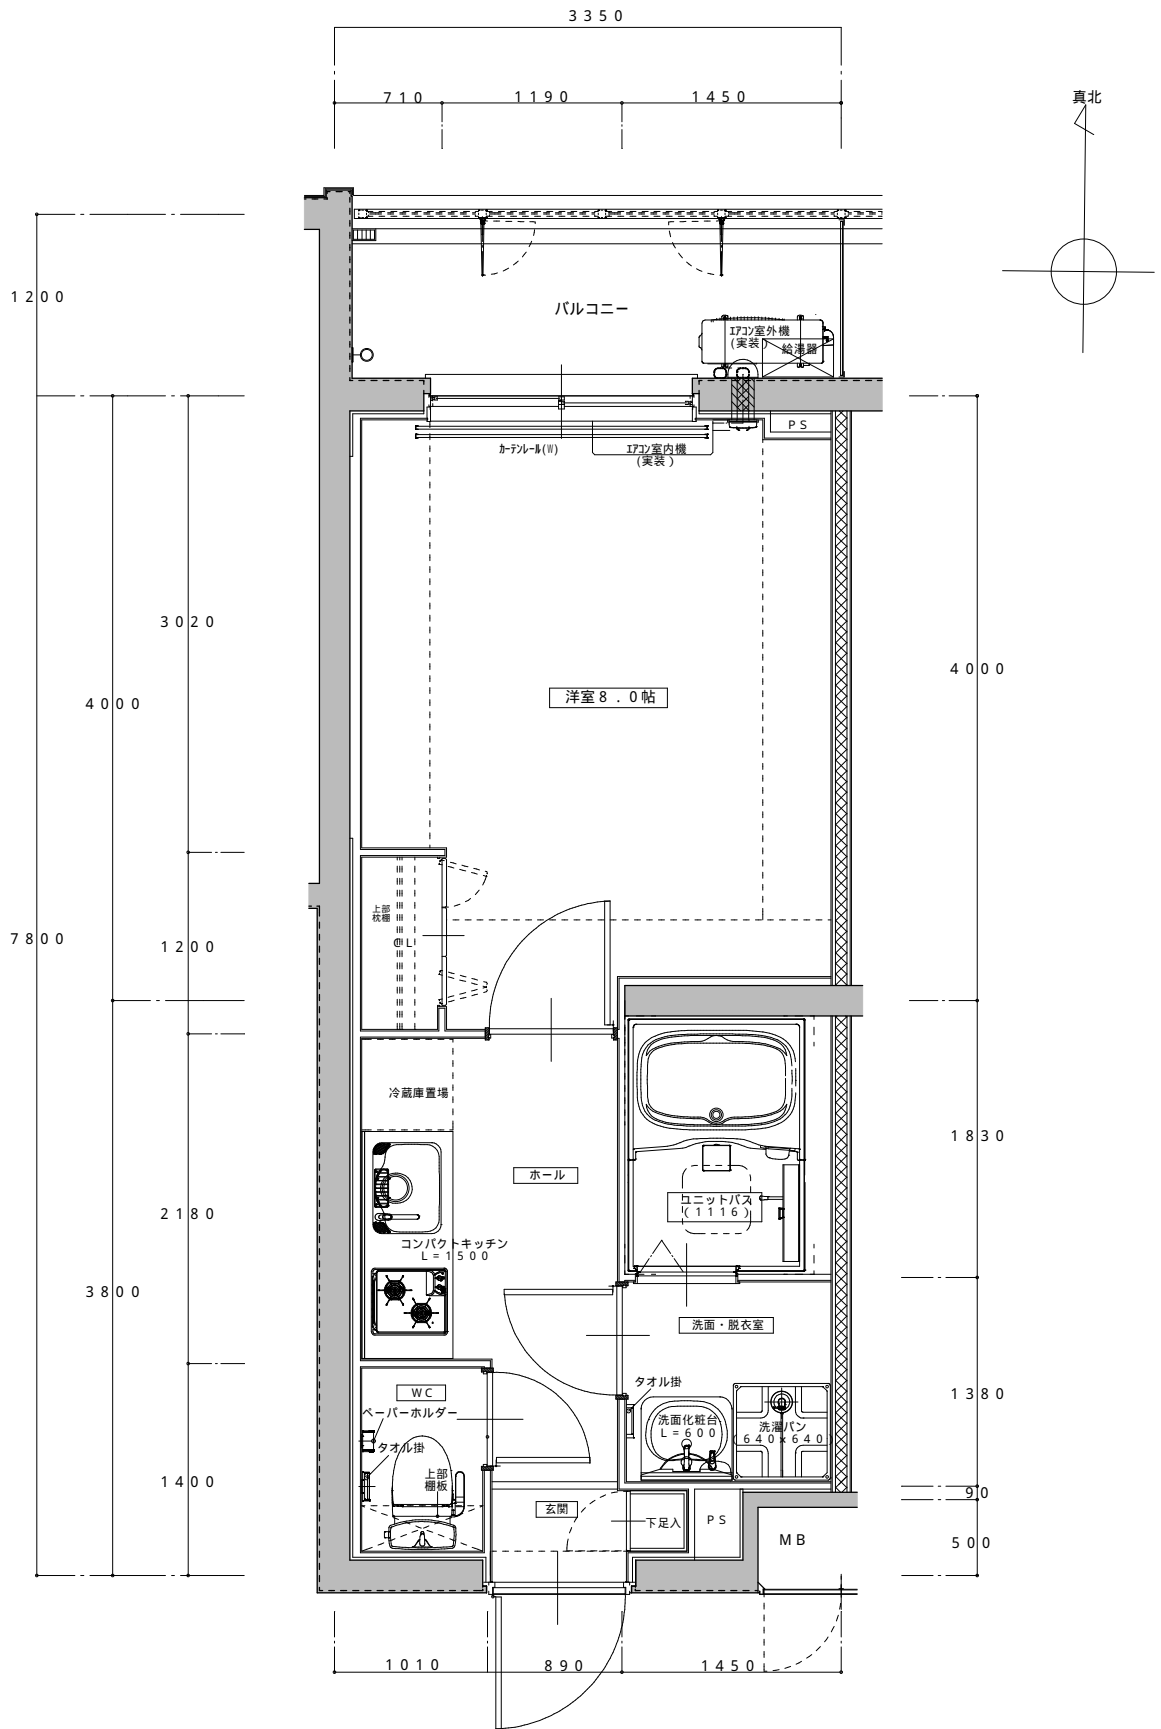 3350
710
1190
1450
真北
1200
バルコニー
エアコン室外機
(実装)
給湯器
PS
カーテンレール(W)
エアコン室内機
(実装)
3020
4000
4000
洋室8.0帖
上部
枕棚
CL
7800
1200
冷蔵庫置場
ホール
1830
ユニットバス
(1116)
2180
コンパクトキッチン
L=1500
3800
洗面・脱衣室
タオル掛
WC
1380
ペーパーホルダー
洗面化粧台
L=600
洗濯パン
(640x640)
タオル掛
上部
棚板
1400
90
玄関
下足入
PS
MB
500
1010
890
1450